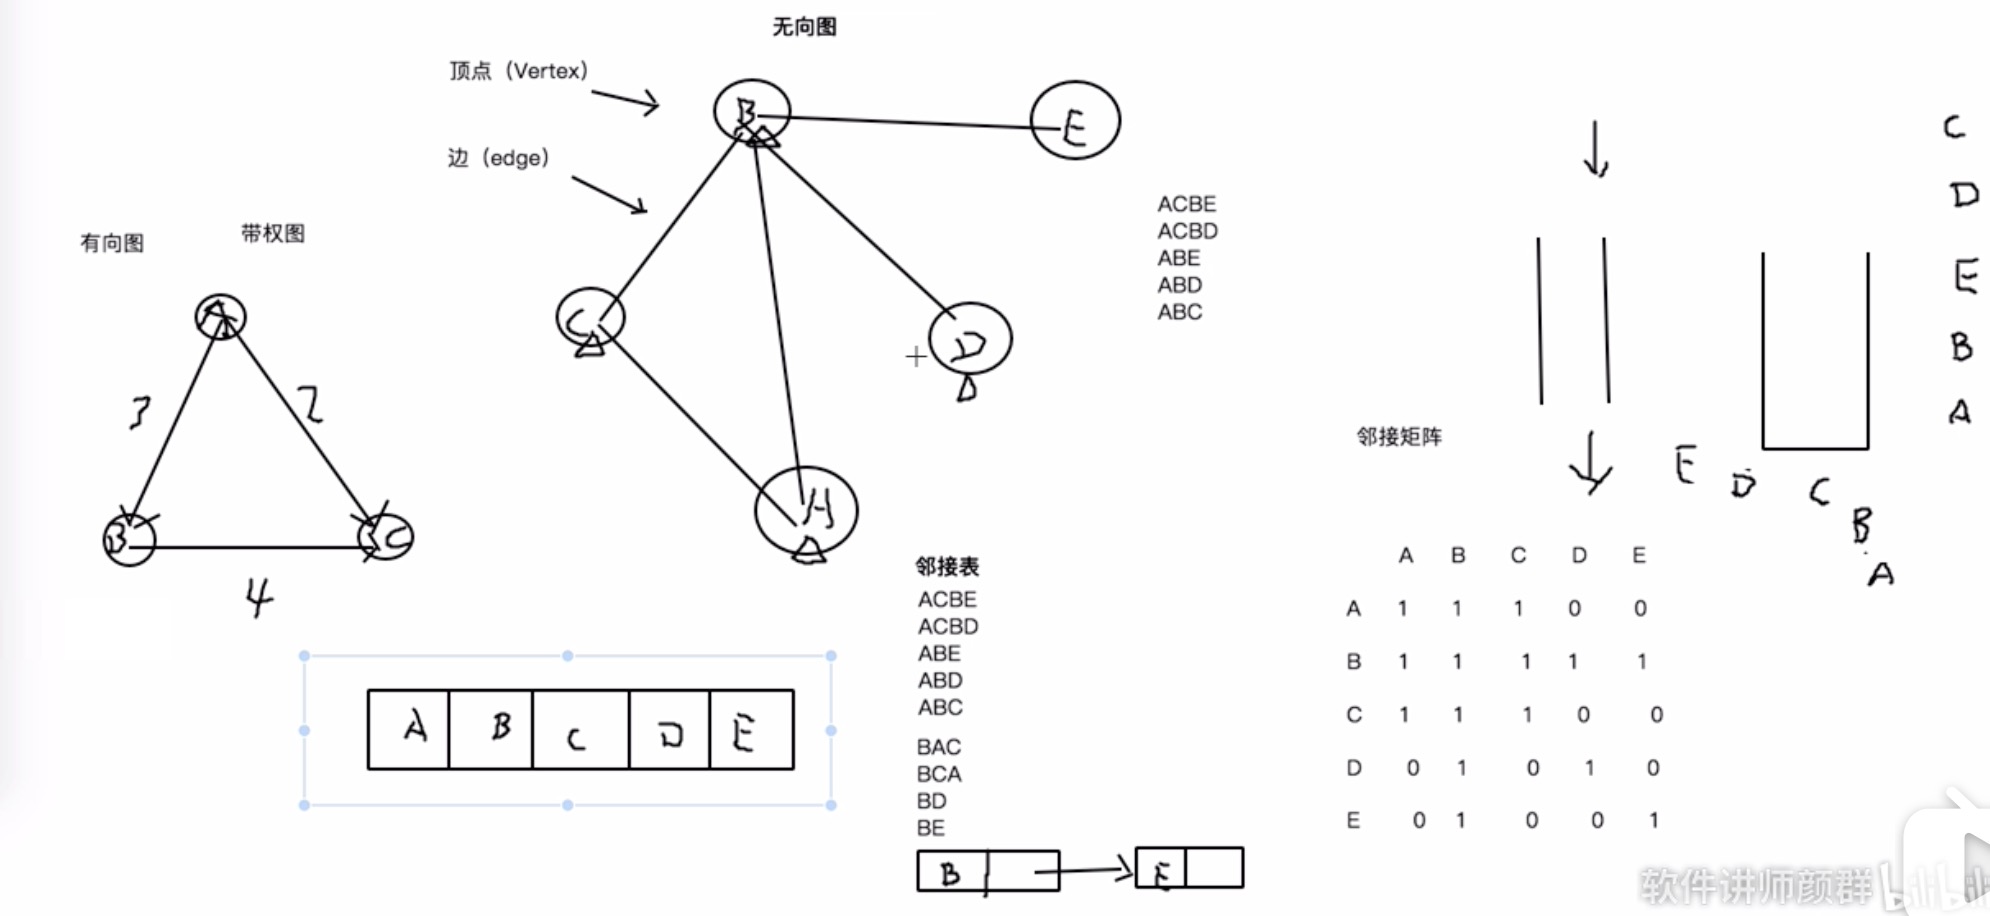 无向图
顶点（Vertex）
边（edge）
B
E
C
D
A
有向图
带权图
A
3
2
B
C
4
ACBE
ACBD
ABE
ABD
ABC
C
D
E
B
A
E D C B A
邻接表
ACBE
ACBD
ABE
ABD
ABC
BAC
BCA
BD
BE
B E
A B C D E
邻接矩阵
A B C D E
A 1 1 1 0 0
B 1 1 1 1 1
C 1 1 1 0 0
D 0 1 0 1 0
E 0 1 0 0 1
软件讲师颜群 bilibili